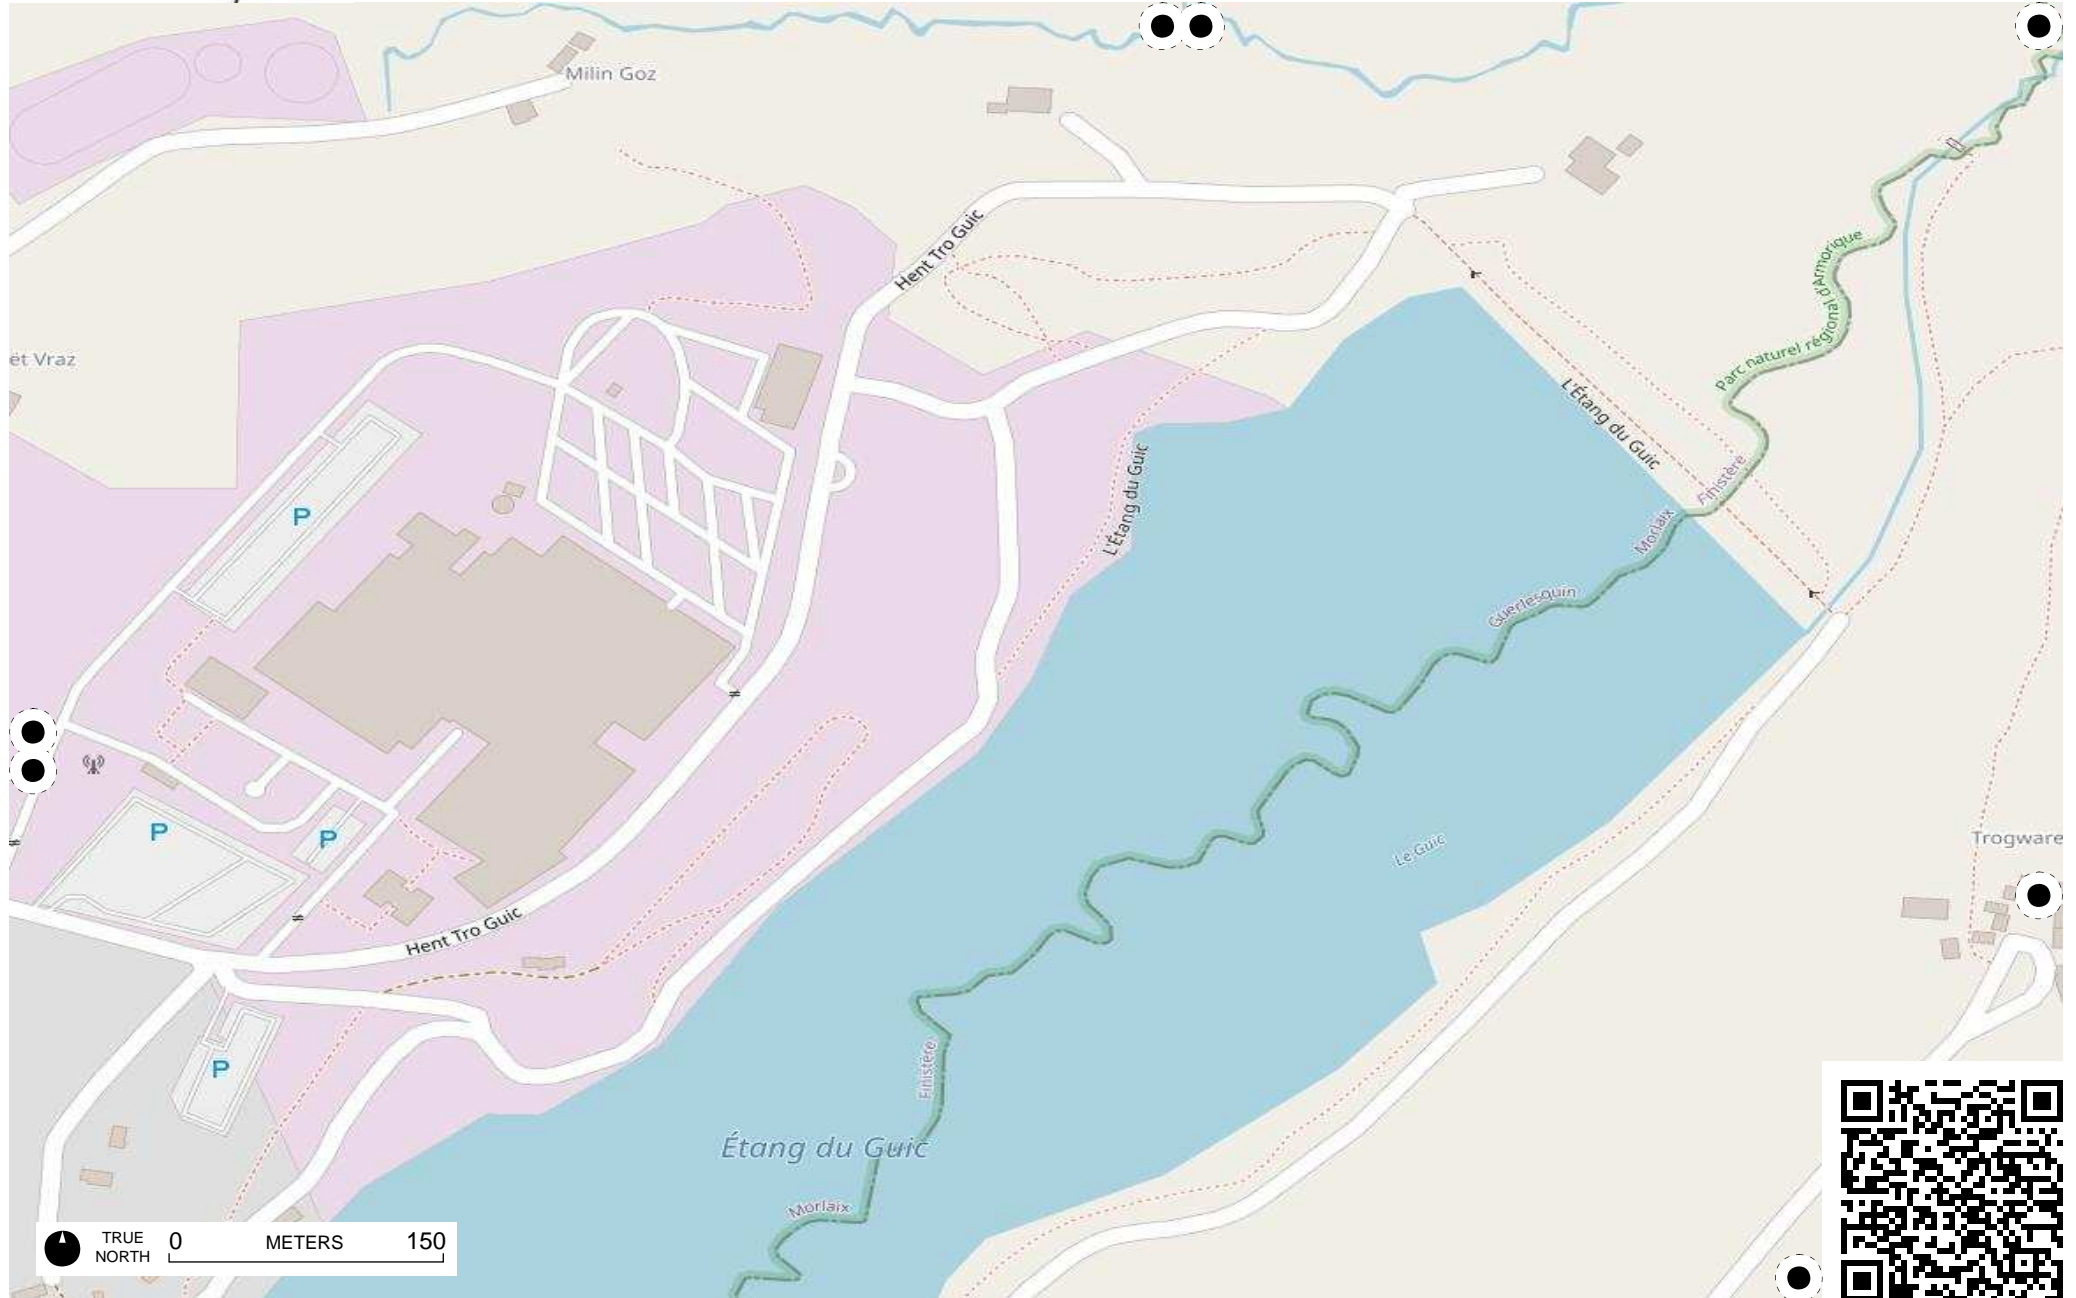 Milin Goz
Hent Tro Guic
Parc naturel régional d'Armorique
ët Vraz
L'Étang du Guic
L'Étang du Guic
Finistère
P
Morlaix
Guerlesquin
P
P
Le Guic
Trogware
Hent Tro Guic
Finistère
P
Étang du Guic
Morlaix
TRUE
NORTH
0 METERS 150